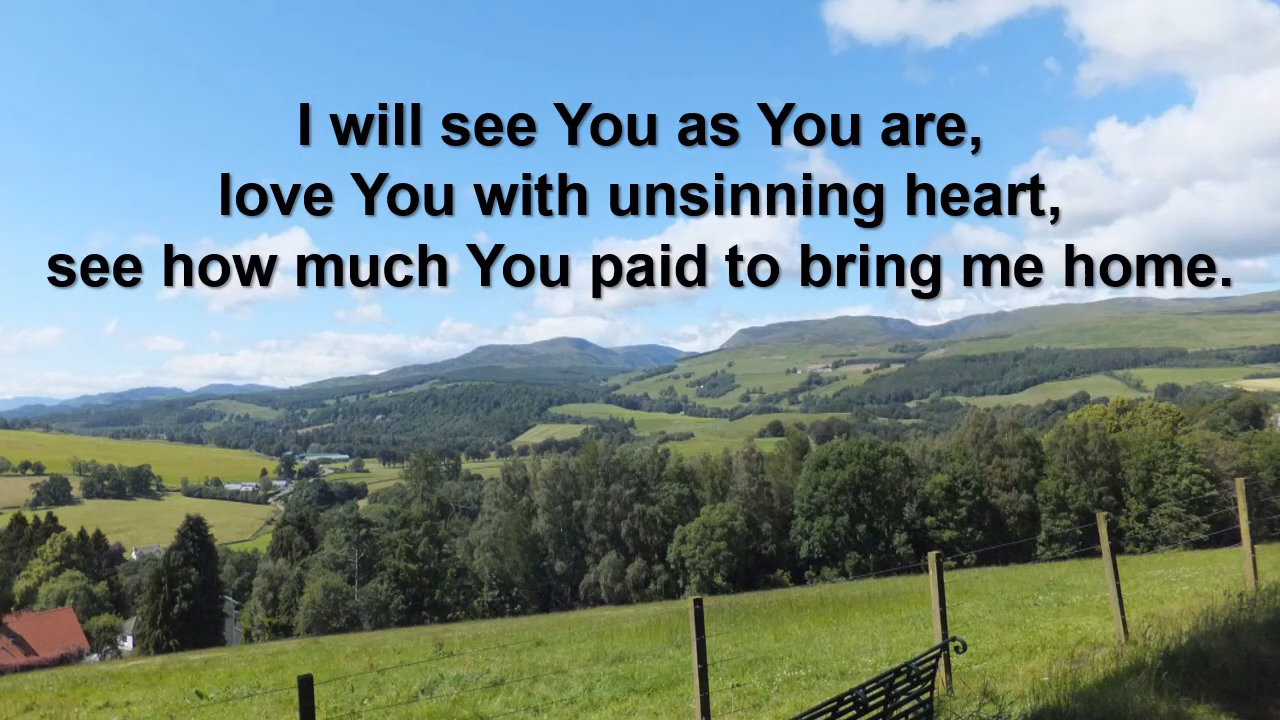 I will see You as You are,
love You with unsinning heart,
see how much You paid to bring me home.